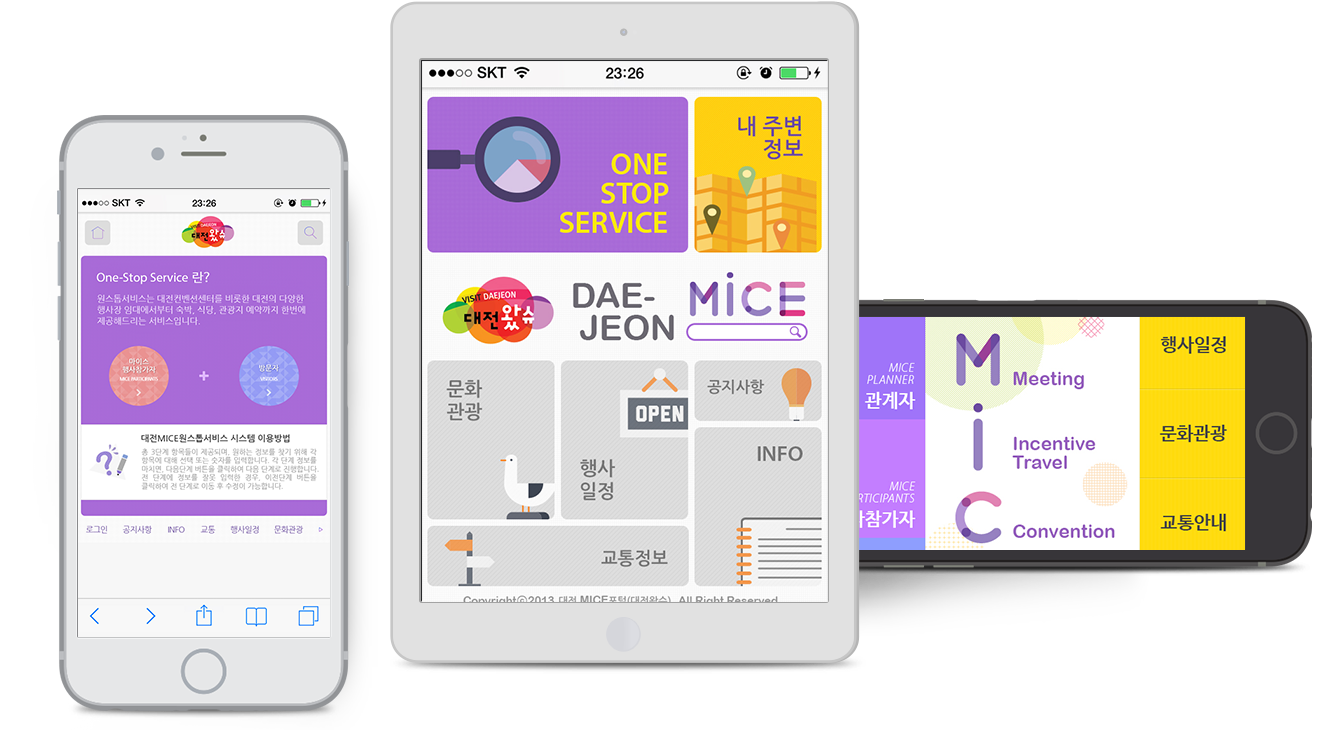 SKT
23:26
VISIT DAEJEON
대전왔슈
One-Stop Service 란?
원스톱서비스는 대전컨벤션센터를 비롯한 대전의 다양한
행사장 임대에서부터 숙박, 식당, 관광지 예약까지 한번에
제공해드리는 서비스입니다.
마이스
행사참가자
MICE PARTICIPANTS
+
방문자
VISITORS
대전MICE원스톱서비스 시스템 이용방법
총 3단계 항목들이 제공되며, 원하는 정보를 찾기 위해 각
항목에 대해 선택 또는 숫자를 입력합니다. 각 단계 정보를
마치면, 다음단계 버튼을 클릭하여 다음 단계로 진행합니다.
전 단계에 정보를 잘못 입력한 경우, 이전단계 버튼을
클릭하여 전 단계로 이동 후 수정이 가능합니다.
로그인 공지사항 INFO 교통 행사일정 문화관광
SKT
23:26
ONE
STOP
SERVICE
내 주변
정보
VISIT DAEJEON
대전왔슈
DAE-
JEON
MICE
문화
관광
OPEN
행사
일정
공지사항
INFO
교통정보
Copyrightⓒ2013 대전 MICE포털(대전왔슈). All Right Reserved
MICE
PLANNER
관계자
MICE
RTICIPANTS
참가자
M
Meeting
i
Incentive
Travel
C
Convention
행사일정
문화관광
교통안내